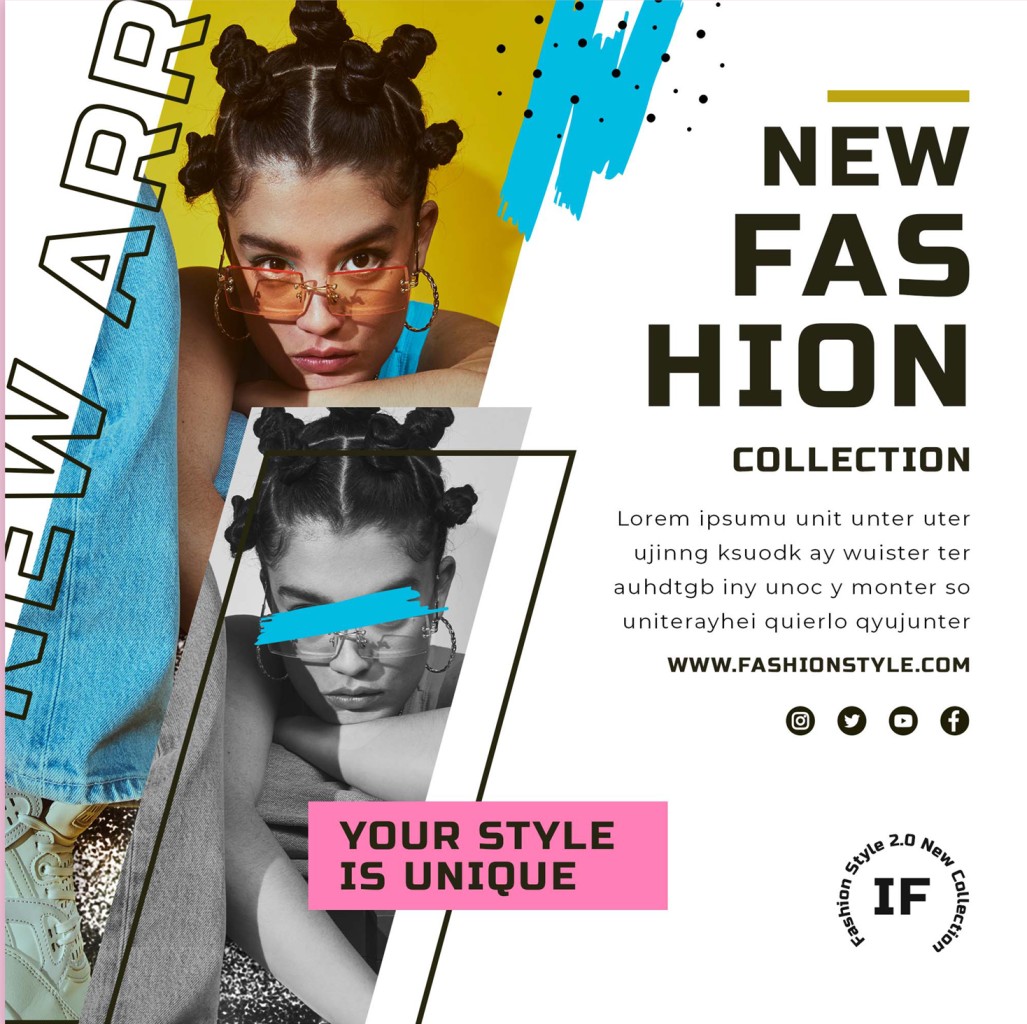 NEW ARR
NEW
FAS
HION
COLLECTION
Lorem ipsumu unit unter uter
ujinng ksuodk ay wuister ter
auhdtgb iny unoc y monter so
uniterayhei quierlo qyujunter
WWW.FASHIONSTYLE.COM
YOUR STYLE
IS UNIQUE
Fashion Style 2.0 New Collection
IF